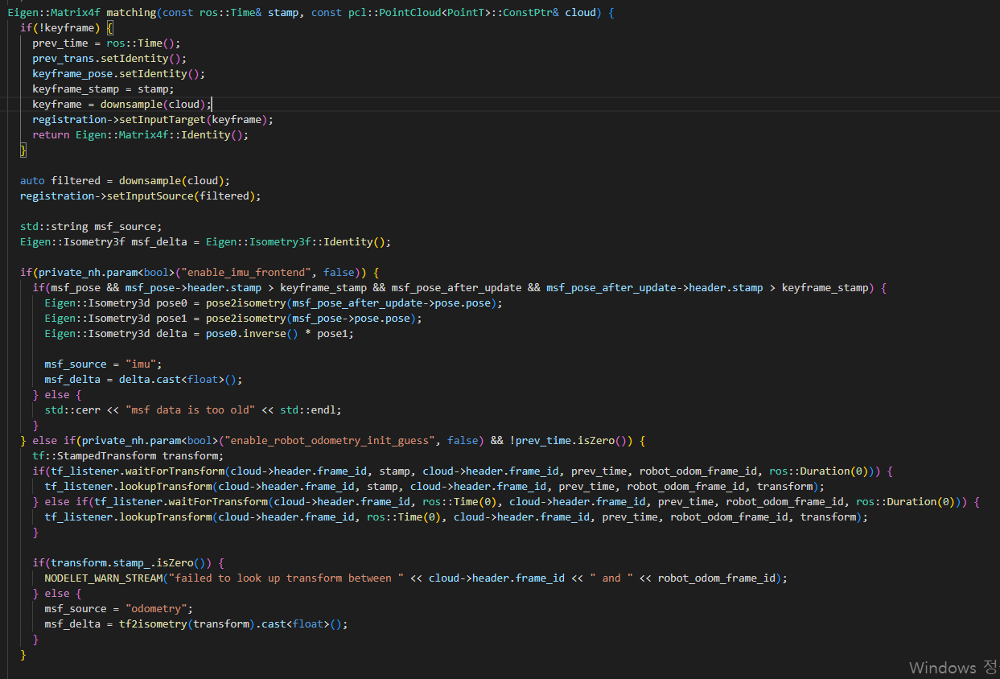 Eigen::Matrix4f matching(const ros::Time& stamp, const pcl::PointCloud<PointT>::ConstPtr& cloud) {
if(!keyframe) {
prev_time = ros::Time();
prev_trans.setIdentity();
keyframe_pose.setIdentity();
keyframe_stamp = stamp;
keyframe = downsample(cloud);
registration->setInputTarget(keyframe);
return Eigen::Matrix4f::Identity();
}
auto filtered = downsample(cloud);
registration->setInputSource(filtered);
std::string msf_source;
Eigen::Isometry3f msf_delta = Eigen::Isometry3f::Identity();
if(private_nh.param<bool>("enable_imu_frontend", false)) {
if(msf_pose && msf_pose->header.stamp > keyframe_stamp && msf_pose_after_update && msf_pose_after_update->header.stamp > keyframe_stamp) {
Eigen::Isometry3d pose0 = pose2isometry(msf_pose_after_update->pose.pose);
Eigen::Isometry3d pose1 = pose2isometry(msf_pose->pose.pose);
Eigen::Isometry3d delta = pose0.inverse() * pose1;
msf_source = "imu";
msf_delta = delta.cast<float>();
} else {
std::cerr << "msf data is too old" << std::endl;
}
} else if(private_nh.param<bool>("enable_robot_odometry_init_guess", false) && !prev_time.isZero()) {
tf::StampedTransform transform;
if(tf_listener.waitForTransform(cloud->header.frame_id, stamp, cloud->header.frame_id, prev_time, robot_odom_frame_id, ros::Duration(0))) {
tf_listener.lookupTransform(cloud->header.frame_id, stamp, cloud->header.frame_id, prev_time, robot_odom_frame_id, transform);
} else if(tf_listener.waitForTransform(cloud->header.frame_id, ros::Time(0), cloud->header.frame_id, prev_time, robot_odom_frame_id, ros::Duration(0))) {
tf_listener.lookupTransform(cloud->header.frame_id, ros::Time(0), cloud->header.frame_id, prev_time, robot_odom_frame_id, transform);
}
if(transform.stamp_.isZero()) {
NODELET_WARN_STREAM("failed to look up transform between " << cloud->header.frame_id << " and " << robot_odom_frame_id);
} else {
msf_source = "odometry";
msf_delta = tf2isometry(transform).cast<float>();
}
}
Windows 정